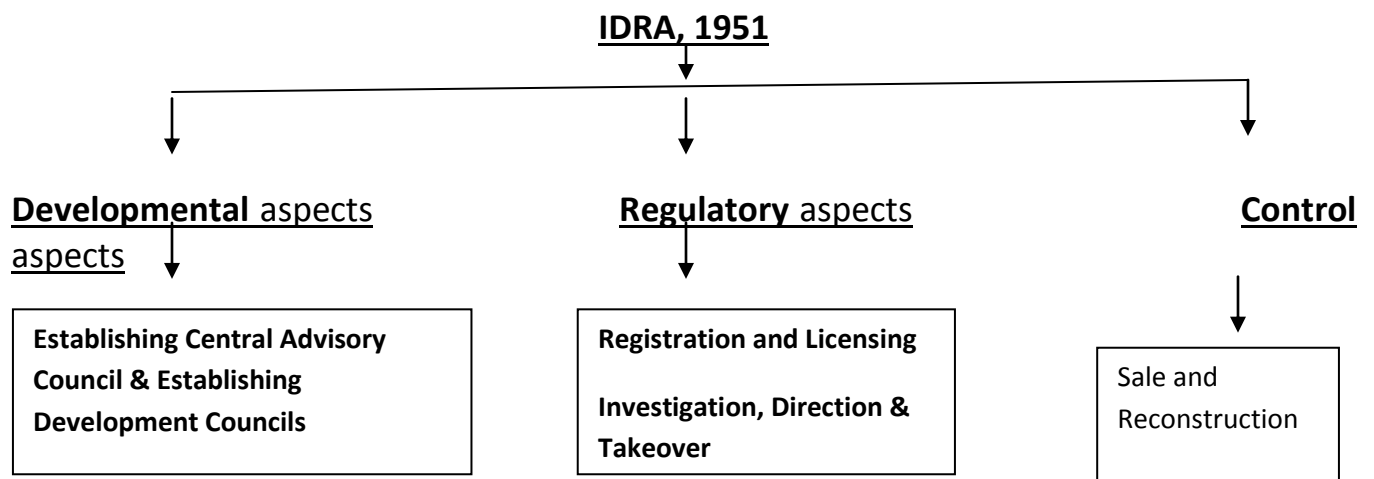 IDRA, 1951
Developmental aspects
Regulatory aspects
Control
aspects
Establishing Central Advisory
Council & Establishing
Development Councils
Registration and Licensing
Investigation, Direction &
Takeover
Sale and
Reconstruction